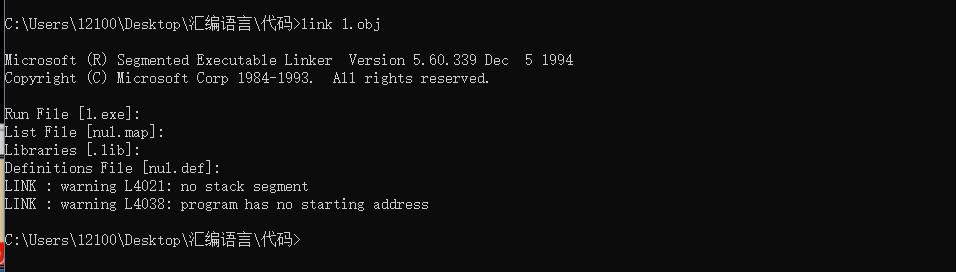 C:\Users\12100\Desktop\汇编语言\代码>link 1.obj
Microsoft (R) Segmented Executable Linker  Version 5.60.339 Dec  5 1994
Copyright (C) Microsoft Corp 1984-1993.  All rights reserved.
Run File [1.exe]:
List File [nul.map]:
Libraries [.lib]:
Definitions File [nul.def]:
LINK : warning L4021: no stack segment
LINK : warning L4038: program has no starting address
C:\Users\12100\Desktop\汇编语言\代码>